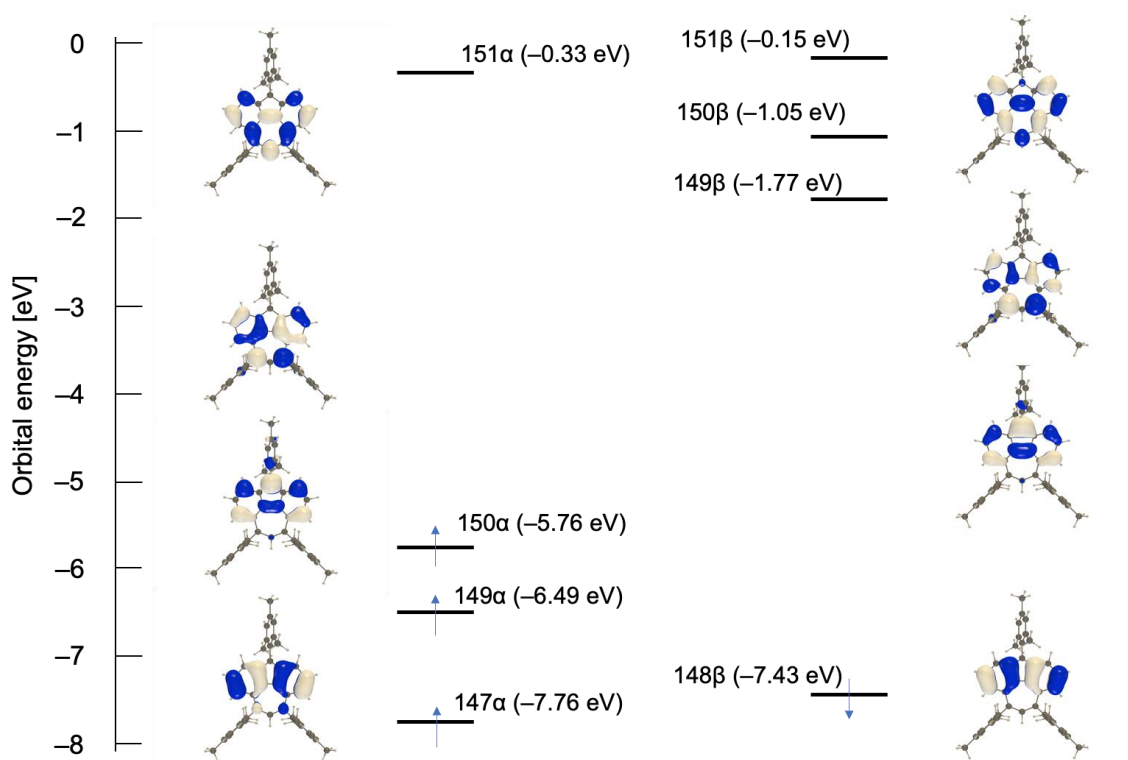 Orbital energy [eV]
0
–1
–2
–3
–4
–5
–6
–7
–8
151α (–0.33 eV)
150α (–5.76 eV)
149α (–6.49 eV)
147α (–7.76 eV)
151β (–0.15 eV)
150β (–1.05 eV)
149β (–1.77 eV)
148β (–7.43 eV)